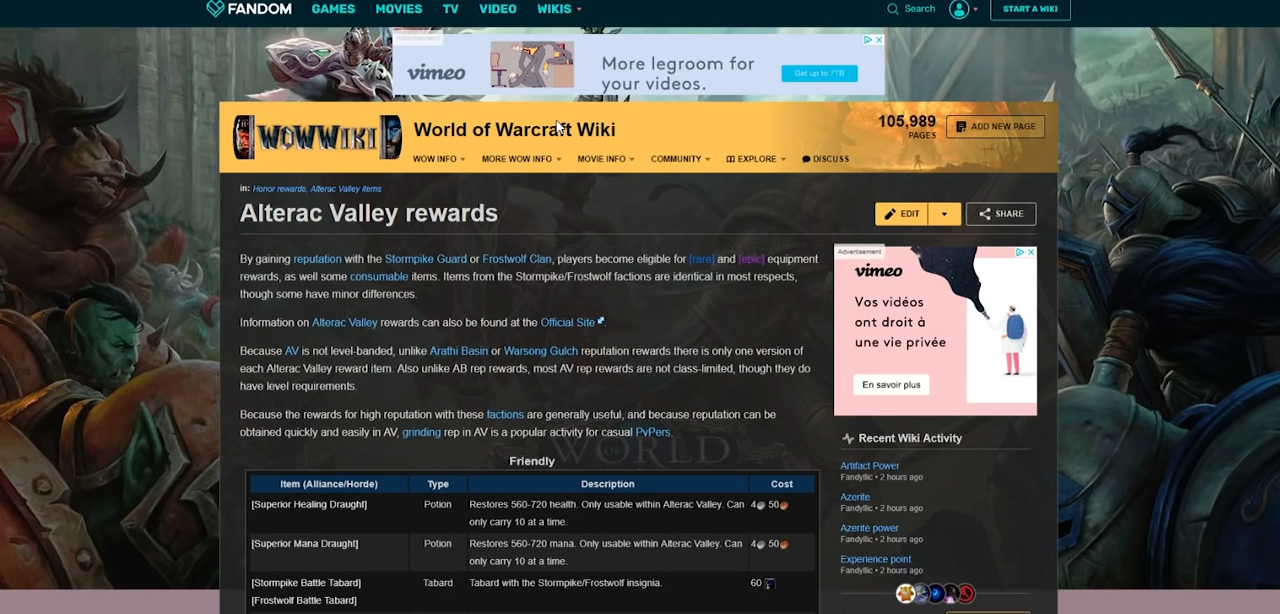 FANDOM GAMES MOVIES TV VIDEO WIKIS Search START A WIKI
Advertisement
vimeo
More legroom for
your videos.
Get up to 7TB
WOWWIKI
World of Warcraft Wiki
105,989
PAGES
ADD NEW PAGE
WOW INFO MORE WOW INFO MOVIE INFO COMMUNITY EXPLORE DISCUSS
in: Honor rewards, Alterac Valley items
Alterac Valley rewards
EDIT SHARE
By gaining reputation with the Stormpike Guard or Frostwolf Clan, players become eligible for [rare] and [epic] equipment
rewards, as well some consumable items. Items from the Stormpike/Frostwolf factions are identical in most respects,
though some have minor differences.
Information on Alterac Valley rewards can also be found at the Official Site.
Because AV is not level-banded, unlike Arathi Basin or Warsong Gulch reputation rewards there is only one version of
each Alterac Valley reward item. Also unlike AB rep rewards, most AV rep rewards are not class-limited, though they do
have level requirements.
Because the rewards for high reputation with these factions are generally useful, and because reputation can be
obtained quickly and easily in AV, grinding rep in AV is a popular activity for casual PvPers.
WORLD
Friendly
Item (Alliance/Horde) Type Description Cost
[Superior Healing Draught] Potion Restores 560-720 health. Only usable within Alterac Valley. Can 4 50
only carry 10 at a time.
[Superior Mana Draught] Potion Restores 560-720 mana. Only usable within Alterac Valley. Can 4 50
only carry 10 at a time.
[Stormpike Battle Tabard] Tabard Tabard with the Stormpike/Frostwolf insignia. 60
[Frostwolf Battle Tabard]
Advertisement
vimeo
Vos vidéos
ont droit à
une vie privée
En savoir plus
Recent Wiki Activity
Artifact Power
Fandyllic • 2 hours ago
Azerite
Fandyllic • 2 hours ago
Azerite power
Fandyllic • 2 hours ago
Experience point
Fandyllic • 2 hours ago